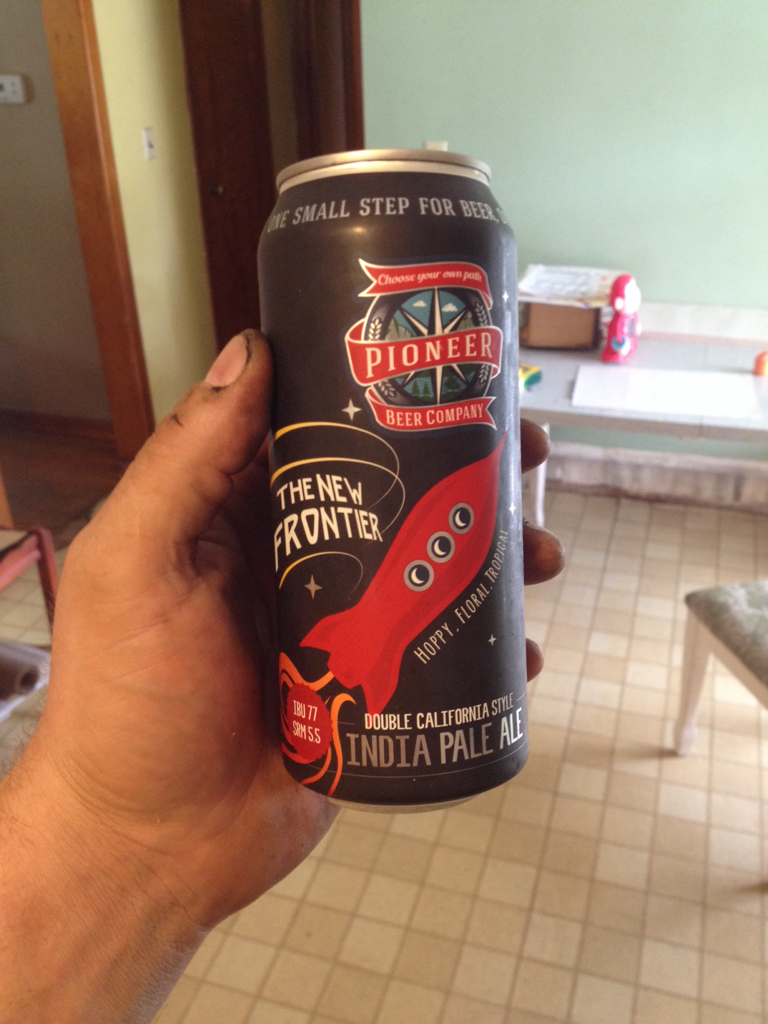 ONE SMALL STEP FOR BEER,
Choose your own path
PIONEER
BEER COMPANY
THE NEW
FRONTIER
HOPPY, FLORAL, TROPICAL
IBU 77
SRM 5.5
DOUBLE CALIFORNIA STYLE
INDIA PALE ALE